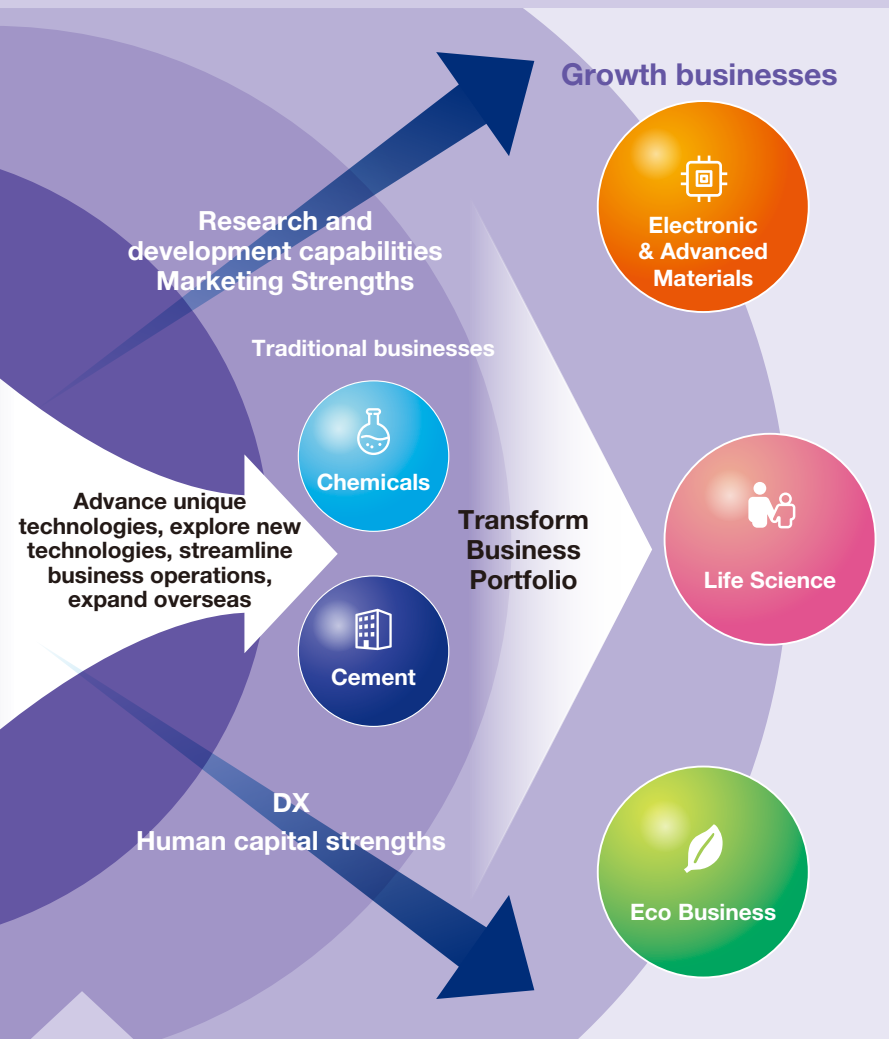 Growth businesses
Electronic
& Advanced
Materials
Research and
development capabilities
Marketing Strengths
Traditional businesses
Chemicals
Advance unique
technologies, explore new
technologies, streamline
business operations,
expand overseas
Transform
Business
Portfolio
Life Science
Cement
DX
Human capital strengths
Eco Business